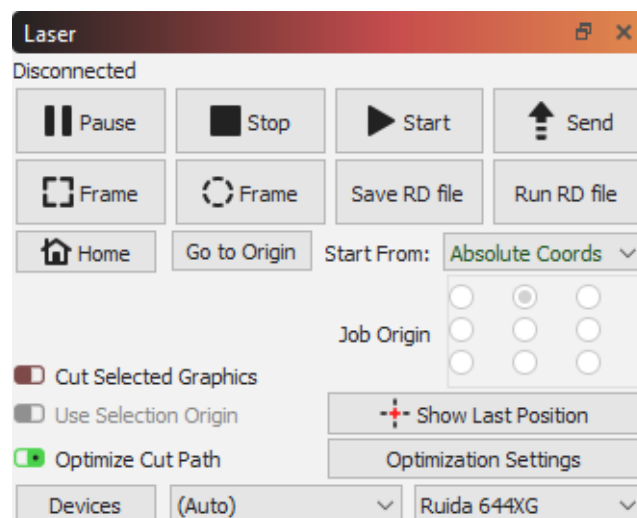 Laser
Disconnected
Pause Stop Start Send
Frame Frame Save RD file Run RD file
Home Go to Origin Start From: Absolute Coords
Job Origin
Cut Selected Graphics
Use Selection Origin Show Last Position
Optimize Cut Path Optimization Settings
Devices (Auto) Ruida 644XG